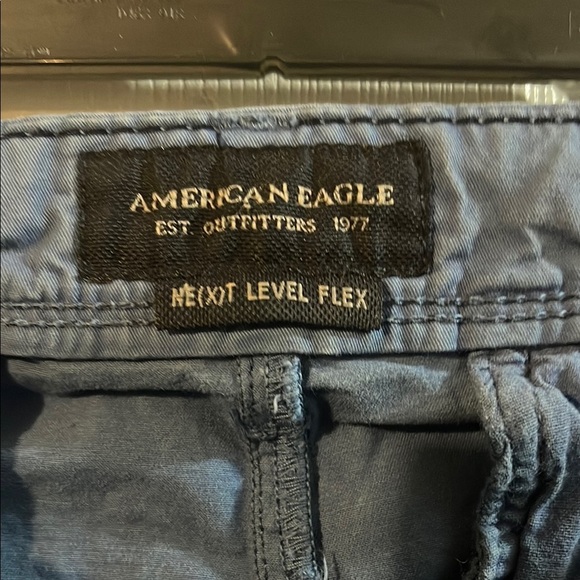 AMERICAN EAGLE
EST. OUTFITTERS 1977
NE(X)T LEVEL FLEX